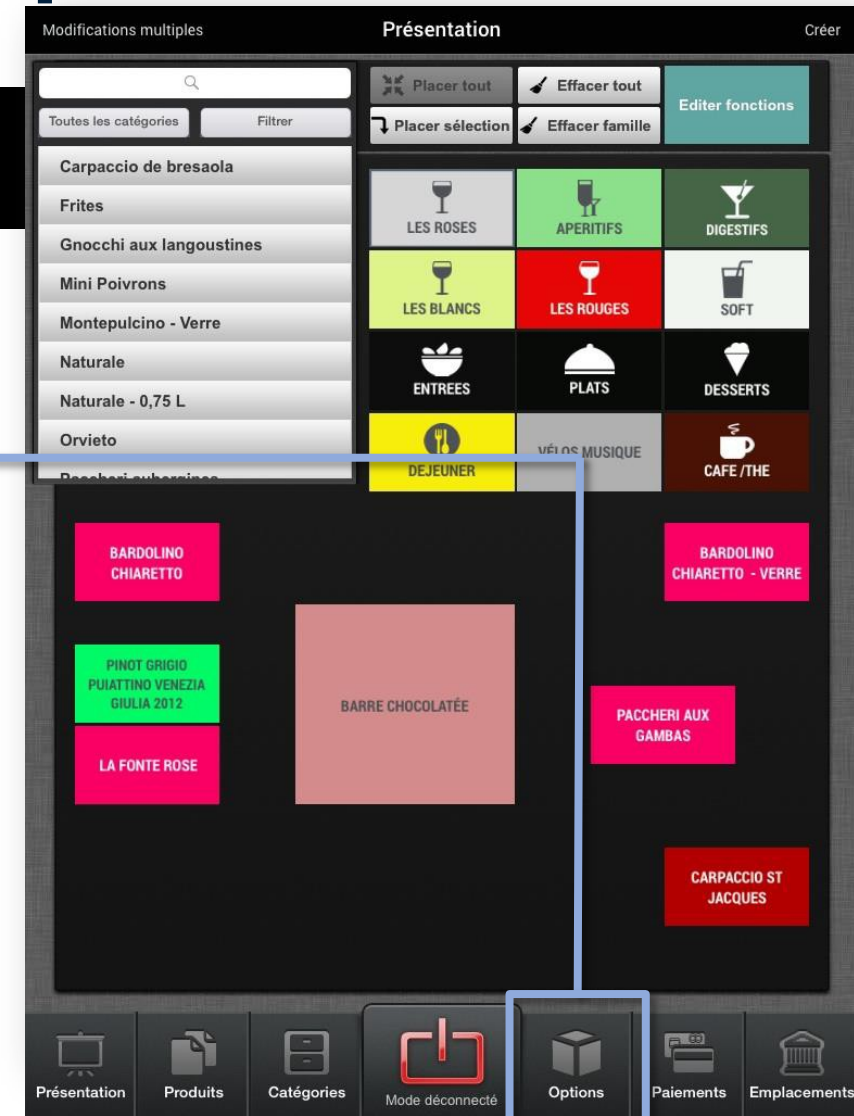 Modifications multiples
Présentation
Créer
Placer tout
Effacer tout
Editer fonctions
Toutes les catégories
Filtrer
Placer sélection
Effacer famille
Carpaccio de bresaola
Frites
Gnocchi aux langoustines
Mini Poivrons
Montepulcino - Verre
Naturale
Naturale - 0,75 L
Orvieto
LES ROSES
APERITIFS
DIGESTIFS
LES BLANCS
LES ROUGES
SOFT
ENTREES
PLATS
DESSERTS
DEJEUNER
VÉLOS MUSIQUE
CAFE /THE
BARDOLINO
CHIARETTO
BARDOLINO
CHIARETTO - VERRE
PINOT GRIGIO
PUIATTINO VENEZIA
GIULIA 2012
BARRE CHOCOLATÉE
PACCHERI AUX
GAMBAS
LA FONTE ROSE
CARPACCIO ST
JACQUES
Présentation
Produits
Catégories
Mode déconnecté
Options
Paiements
Emplacements